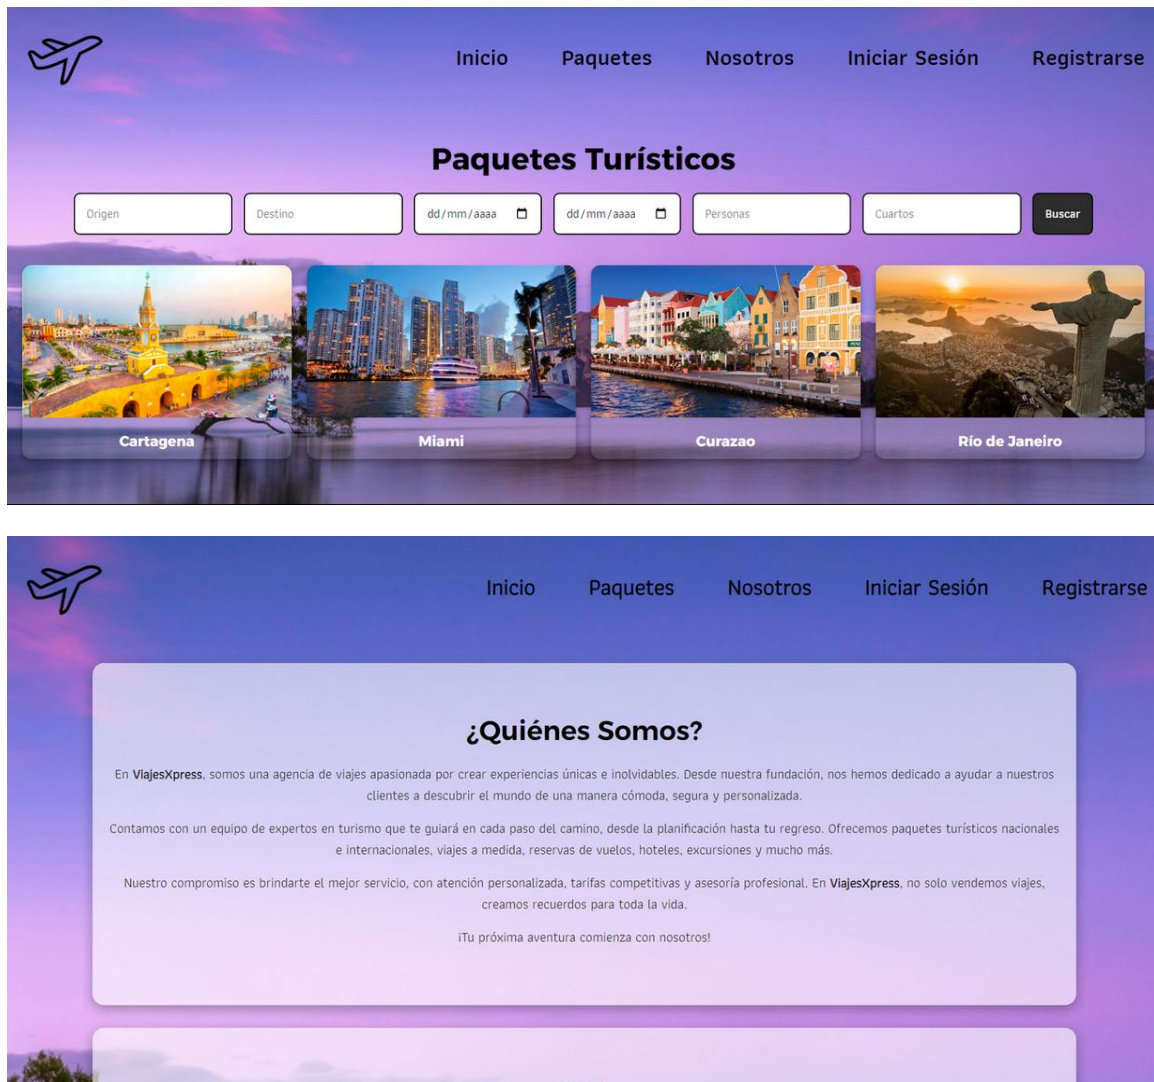 Inicio Paquetes Nosotros Iniciar Sesión Registrarse
Paquetes Turísticos
Origen Destino dd/mm/aaaa dd/mm/aaaa Personas Cuartos Buscar
Cartagena Miami Curazao Río de Janeiro
Inicio Paquetes Nosotros Iniciar Sesión Registrarse
¿Quiénes Somos?
En ViajesXpress, somos una agencia de viajes apasionada por crear experiencias únicas e inolvidables. Desde nuestra fundación, nos hemos dedicado a ayudar a nuestros
clientes a descubrir el mundo de una manera cómoda, segura y personalizada.
Contamos con un equipo de expertos en turismo que te guiará en cada paso del camino, desde la planificación hasta tu regreso. Ofrecemos paquetes turísticos nacionales
e internacionales, viajes a medida, reservas de vuelos, hoteles, excursiones y mucho más.
Nuestro compromiso es brindarte el mejor servicio, con atención personalizada, tarifas competitivas y asesoría profesional. En ViajesXpress, no solo vendemos viajes,
creamos recuerdos para toda la vida.
¡Tu próxima aventura comienza con nosotros!